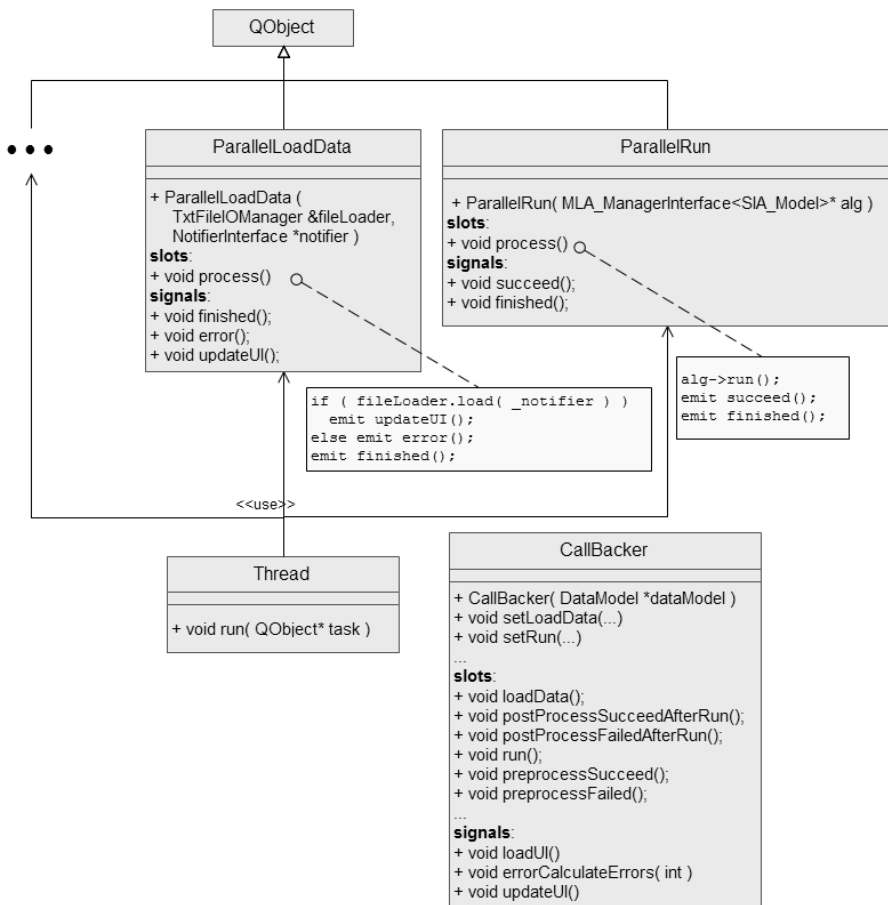 QObject
ParallelLoadData
+ ParallelLoadData (
TxtFileIOManager &fileLoader,
NotifierInterface *notifier )
slots:
+ void process()
signals:
+ void finished();
+ void error();
+ void updateUI();
ParallelRun
+ ParallelRun( MLA_ManagerInterface<SIA_Model>* alg )
slots:
+ void process()
signals:
+ void succeed();
+ void finished();
if ( fileLoader.load( _notifier ) )
emit updateUI();
else emit error();
emit finished();
alg->run();
emit succeed();
emit finished();
<<use>>
Thread
+ void run( QObject* task )
CallBacker
+ CallBacker( DataModel *dataModel )
+ void setLoadData(...)
+ void setRun(...)
...
slots:
+ void loadData();
+ void postProcessSucceedAfterRun();
+ void postProcessFailedAfterRun();
+ void run();
+ void preprocessSucceed();
+ void preprocessFailed();
...
signals:
+ void loadUI()
+ void errorCalculateErrors( int )
+ void updateUI()